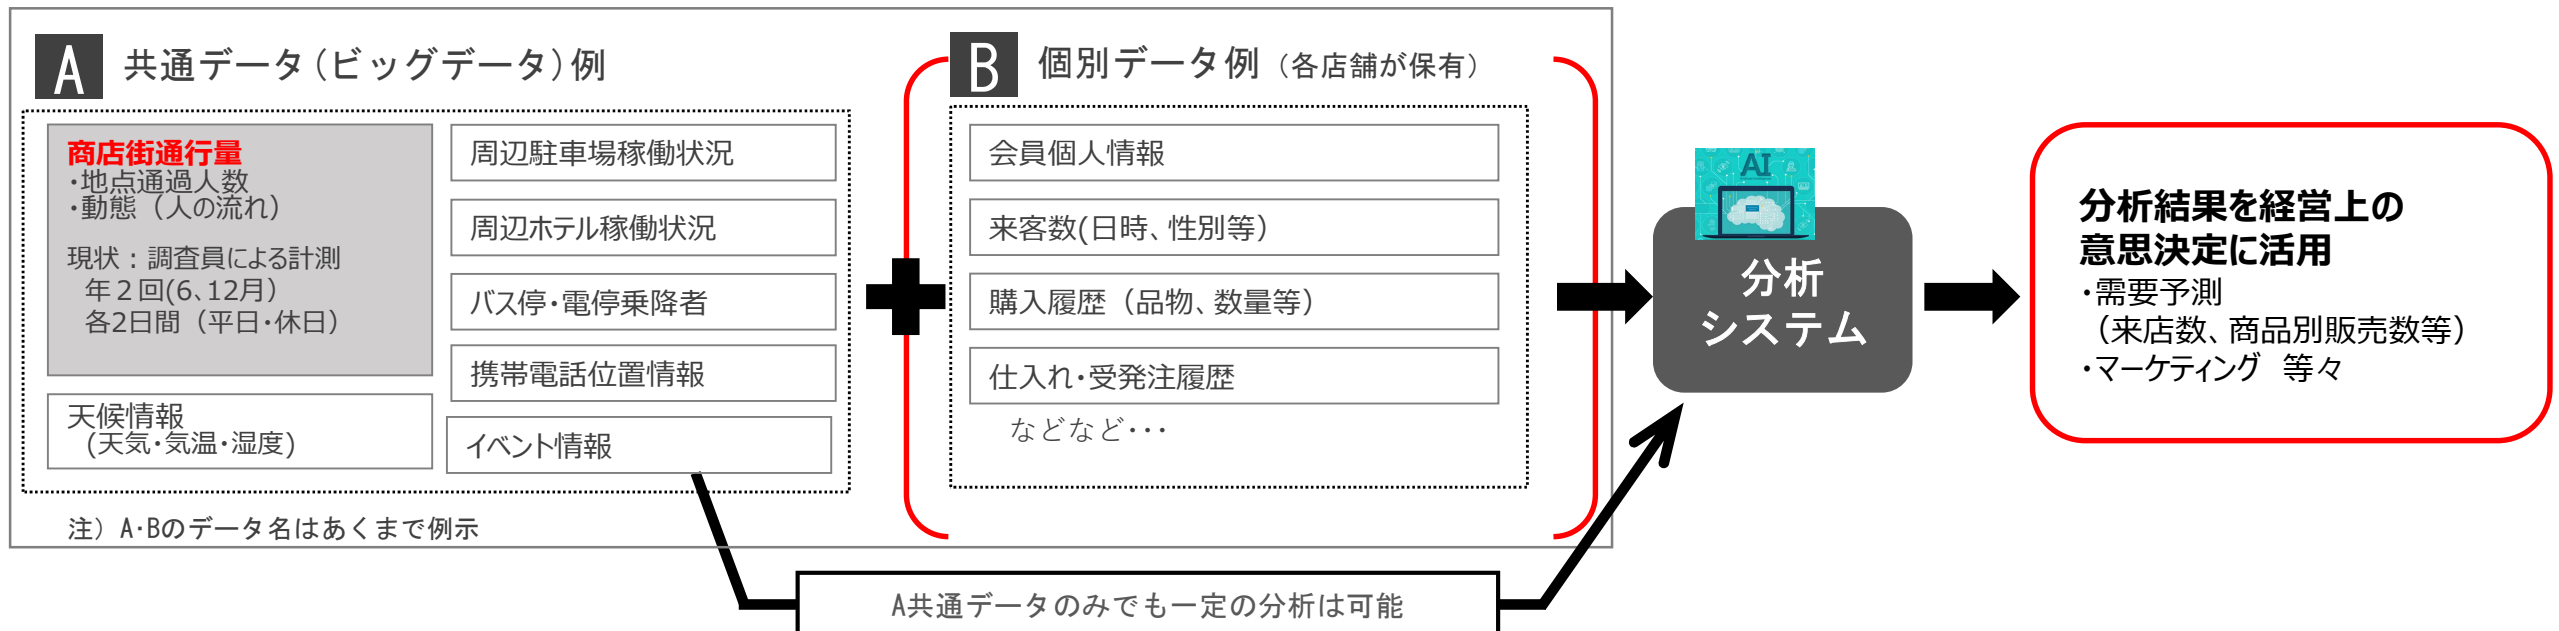 A 共通データ（ビッグデータ）例
商店街通行量
・地点通過人数
・動態（人の流れ）
現状：調査員による計測
年２回(6、12月）
各2日間（平日・休日）
天候情報
(天気・気温・湿度)
周辺駐車場稼働状況
周辺ホテル稼働状況
バス停・電停乗降者
携帯電話位置情報
イベント情報
注）A･Bのデータ名はあくまで例示
B 個別データ例（各店舗が保有）
会員個人情報
来客数(日時、性別等）
購入履歴（品物、数量等）
仕入れ・受発注履歴
などなど・・・
A共通データのみでも一定の分析は可能
AI
分析
システム
分析結果を経営上の
意思決定に活用
・需要予測
（来店数、商品別販売数等）
・マーケティング　等々